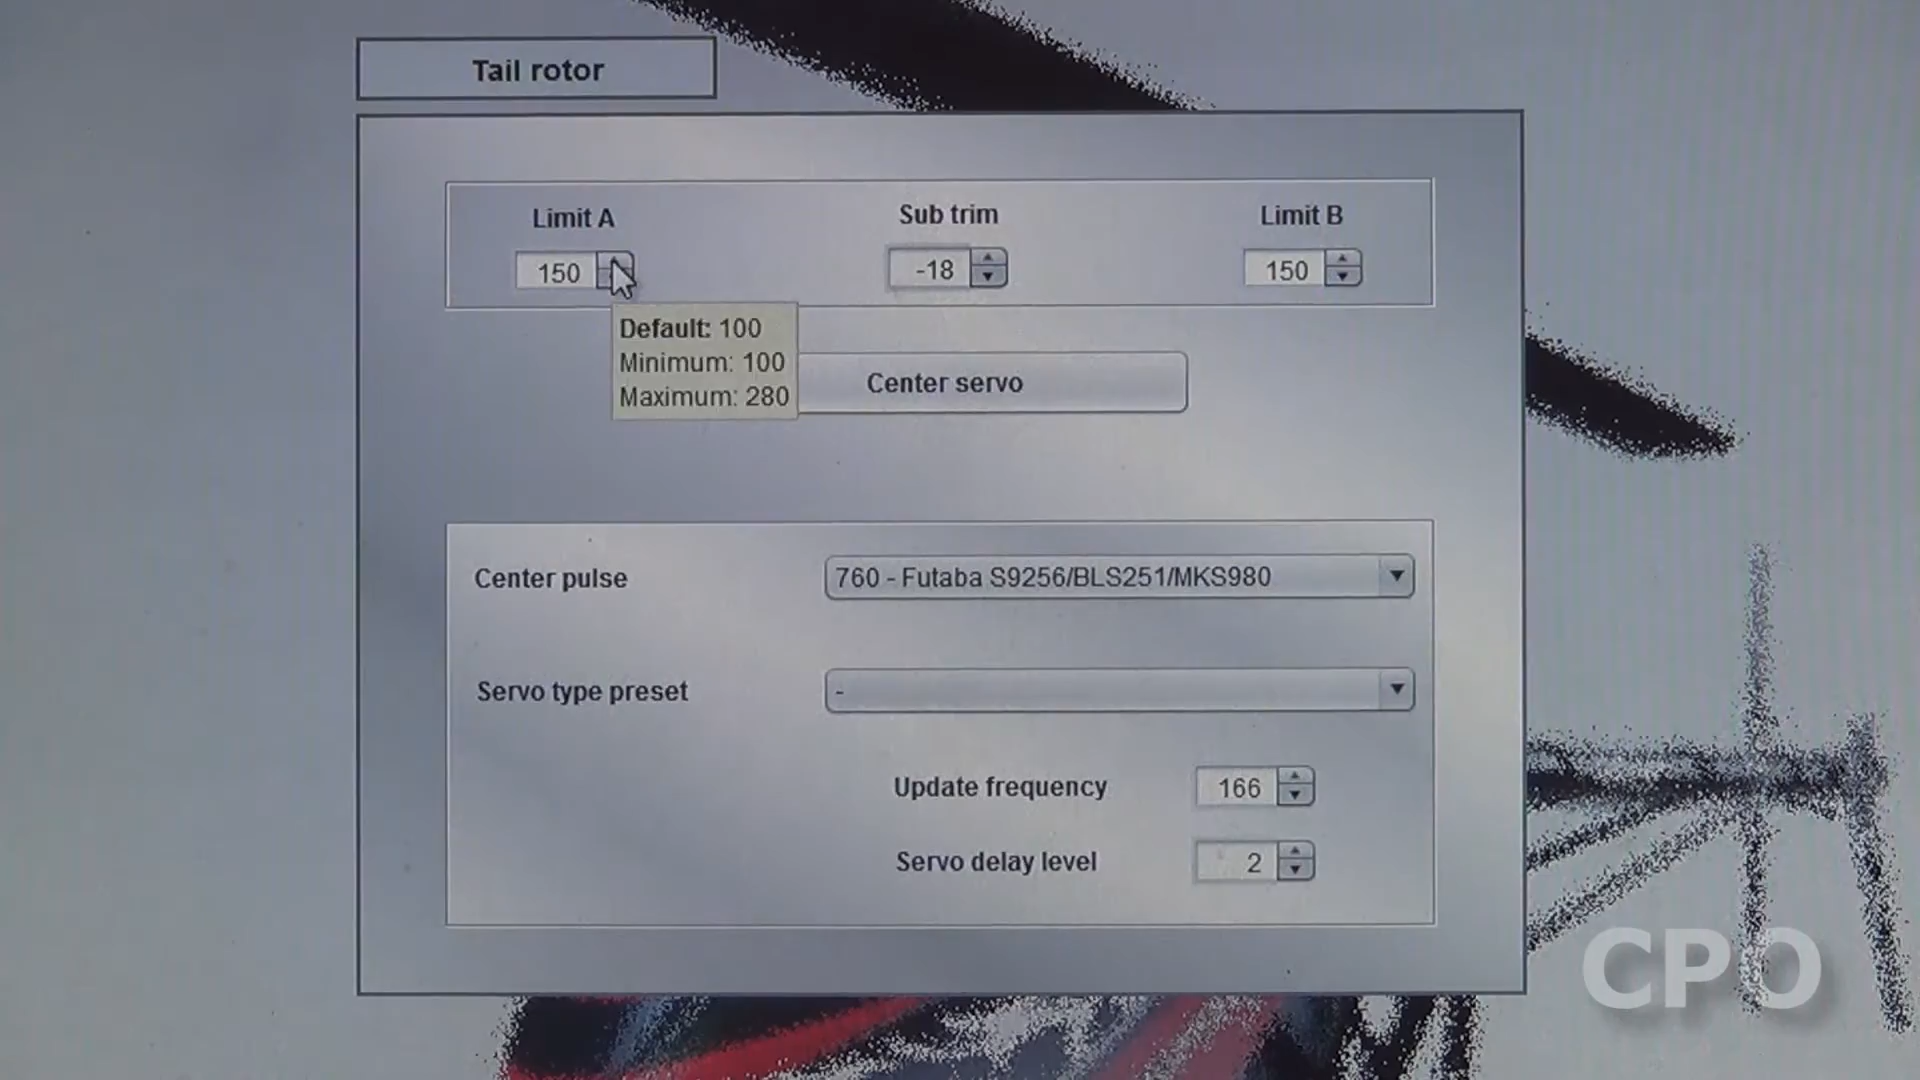 Tail rotor
Limit A
Sub trim
Limit B
150
-18
150
Default: 100
Minimum: 100
Maximum: 280
Center servo
Center pulse
760 - Futaba S9256/BLS251/MKS980
Servo type preset
-
Update frequency
166
Servo delay level
2
CPO